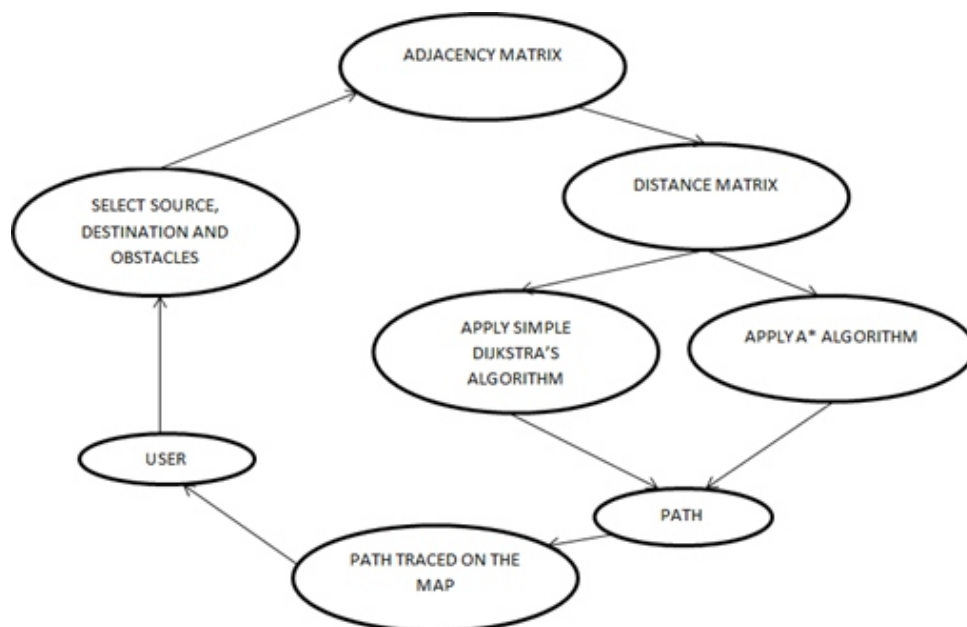 ADJACENCY MATRIX
DISTANCE MATRIX
SELECT SOURCE,
DESTINATION AND
OBSTACLES
APPLY SIMPLE
DIJKSTRA'S
ALGORITHM
APPLY A* ALGORITHM
USER
PATH
PATH TRACED ON THE
MAP